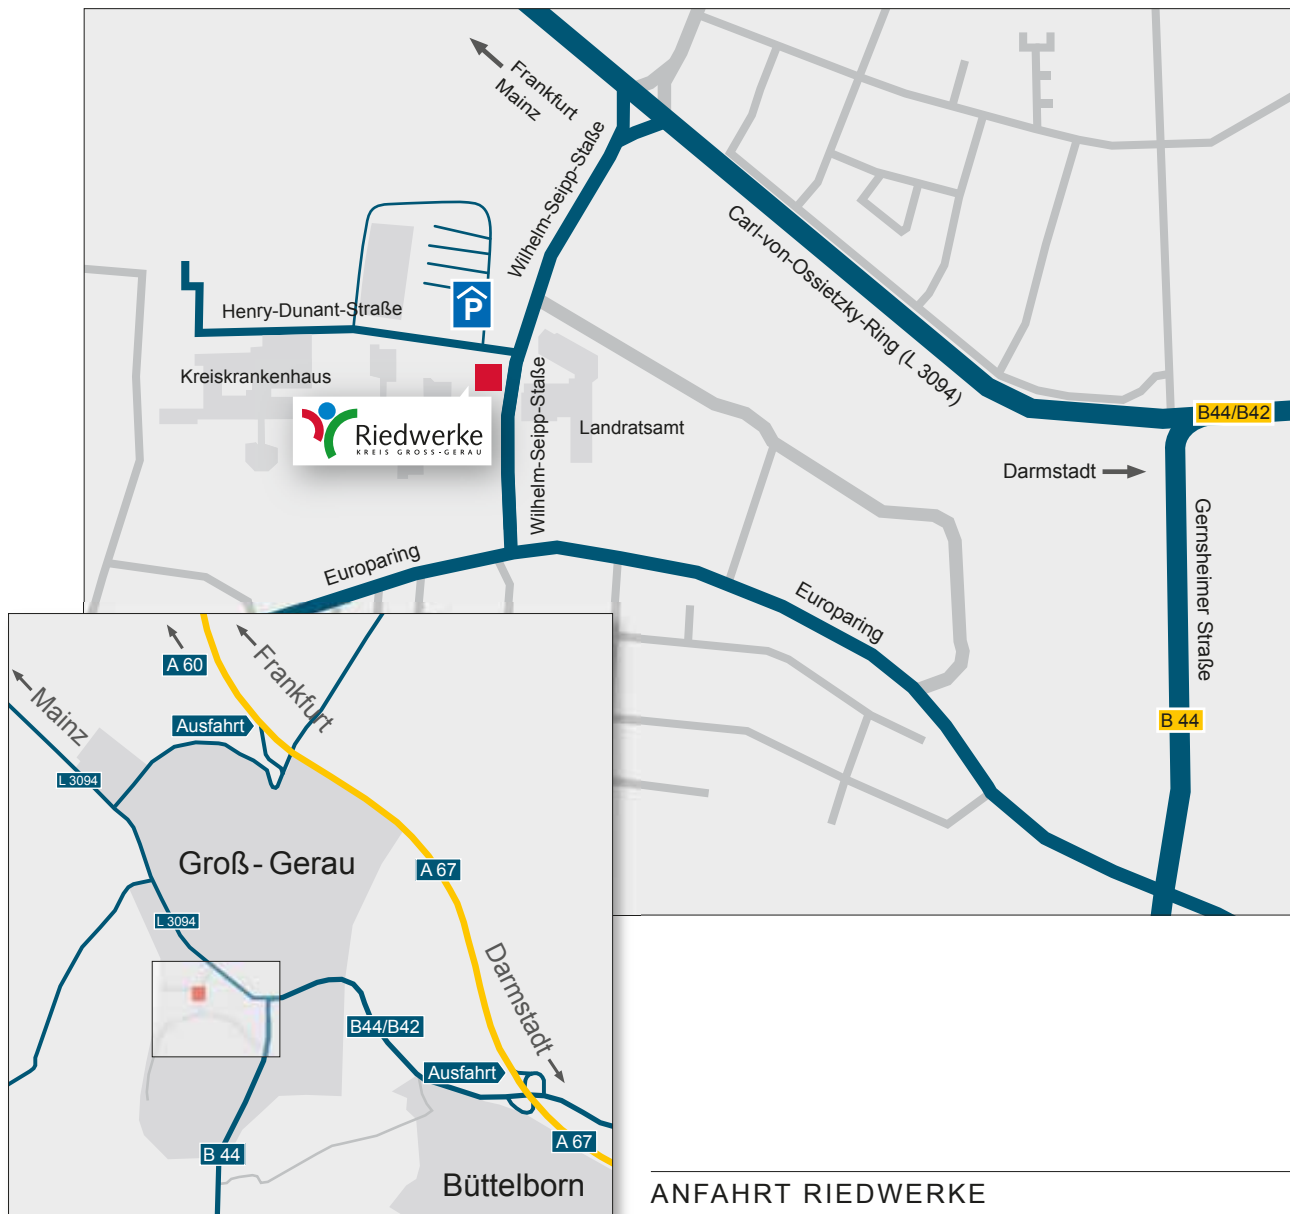 Frankfurt
Mainz
Wilhelm-Seipp-Staße
Carl-von-Ossietzky-Ring (L 3094)
Henry-Dunant-Straße
P
Kreiskrankenhaus
Riedwerke
KREIS GROSS-GERAU
Wilhelm-Seipp-Staße
Landratsamt
B44/B42
Darmstadt
Gernsheimer Straße
Europaring
Europaring
B 44
A 60
Frankfurt
Mainz
Ausfahrt
L 3094
Groß-Gerau
A 67
L 3094
Darmstadt
B44/B42
Ausfahrt
A 67
B 44
Büttelborn
ANFAHRT RIEDWERKE